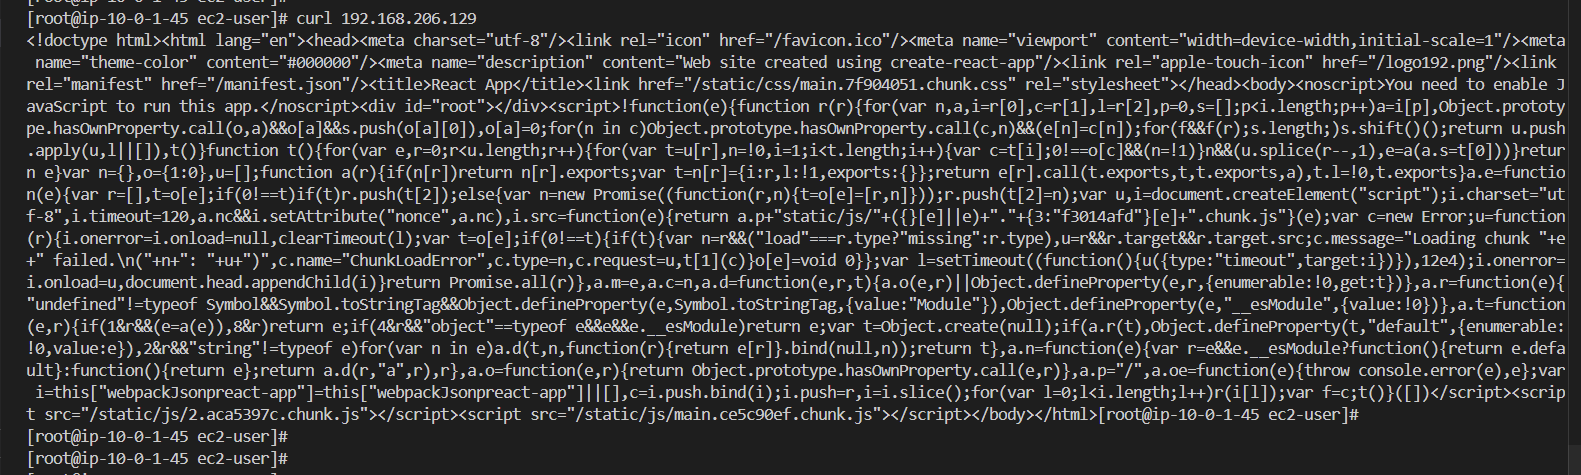 [root@ip-10-0-1-45 ec2-user]# curl 192.168.206.129
<!doctype html><html lang="en"><head><meta charset="utf-8"/><link rel="icon" href="/favicon.ico"/><meta name="viewport" content="width=device-width,initial-scale=1"/><meta
 name="theme-color" content="#000000"/><meta name="description" content="Web site created using create-react-app"/><link rel="apple-touch-icon" href="/logo192.png"/><link
rel="manifest" href="/manifest.json"/><title>React App</title><link href="/static/css/main.7f904051.chunk.css" rel="stylesheet"></head><body><noscript>You need to enable J
avaScript to run this app.</noscript><div id="root"></div><script>!function(e){function r(r){for(var n,a,i=r[0],c=r[1],l=r[2],p=0,s=[];p<i.length;p++)a=i[p],Object.prototy
pe.hasOwnProperty.call(o,a)&&o[a]&&s.push(o[a][0]),o[a]=0;for(n in c)Object.prototype.hasOwnProperty.call(c,n)&&(e[n]=c[n]);for(f&&f(r);s.length;)s.shift()();return u.push
.apply(u,l||[]),t()}function t(){for(var e,r=0;r<u.length;r++){for(var t=u[r],n=!0,i=1;i<t.length;i++){var c=t[i];0!==o[c]&&(n=!1)}n&&(u.splice(r--,1),e=a(a.s=t[0]))}retur
n e}var n={},o={1:0},u=[];function a(r){if(n[r])return n[r].exports;var t=n[r]={i:r,l:!1,exports:{}};return e[r].call(t.exports,t,t.exports,a),t.l=!0,t.exports}a.e=functio
n(e){var r=[],t=o[e];if(0!==t)if(t)r.push(t[2]);else{var n=new Promise((function(r,n){t=o[e]=[r,n]}));r.push(t[2]=n);var u,i=document.createElement("script");i.charset="ut
f-8",i.timeout=120,a.nc&&i.setAttribute("nonce",a.nc),i.src=function(e){return a.p+"static/js/"+({}[e]||e)+"."+{3:"f3014afd"}[e]+".chunk.js"}(e);var c=new Error;u=function
(r){i.onerror=i.onload=null,clearTimeout(l);var t=o[e];if(0!==t){if(t){var n=r&&("load"===r.type?"missing":r.type),u=r&&r.target&&r.target.src;c.message="Loading chunk "+e
+" failed.\n("+n+": "+u+")",c.name="ChunkLoadError",c.type=n,c.request=u,t[1](c)}o[e]=void 0}};var l=setTimeout((function(){u({type:"timeout",target:i})}),12e4);i.onerror=
i.onload=u,document.head.appendChild(i)}return Promise.all(r)},a.m=e,a.c=n,a.d=function(e,r,t){a.o(e,r)||Object.defineProperty(e,r,{enumerable:!0,get:t})},a.r=function(e){
"undefined"!=typeof Symbol&&Symbol.toStringTag&&Object.defineProperty(e,Symbol.toStringTag,{value:"Module"}),Object.defineProperty(e,"__esModule",{value:!0})},a.t=function
(e,r){if(1&r&&(e=a(e)),8&r)return e;if(4&r&&"object"==typeof e&&e&&e.__esModule)return e;var t=Object.create(null);if(a.r(t),Object.defineProperty(t,"default",{enumerable:
!0,value:e}),2&r&&"string"!=typeof e)for(var n in e)a.d(t,n,function(r){return e[r]}.bind(null,n));return t},a.n=function(e){var r=e&&e.__esModule?function(){return e.defa
ult}:function(){return e};return a.d(r,"a",r),r},a.o=function(e,r){return Object.prototype.hasOwnProperty.call(e,r)},a.p="/",a.oe=function(e){throw console.error(e),e};var
 i=this["webpackJsonpreact-app"]=this["webpackJsonpreact-app"]||[],c=i.push.bind(i);i.push=r,i=i.slice();for(var l=0;l<i.length;l++)r(i[l]);var f=c;t()}([])</script><scrip
t src="/static/js/2.aca5397c.chunk.js"></script><script src="/static/js/main.ce5c90ef.chunk.js"></script></body></html>[root@ip-10-0-1-45 ec2-user]#
[root@ip-10-0-1-45 ec2-user]#
[root@ip-10-0-1-45 ec2-user]#